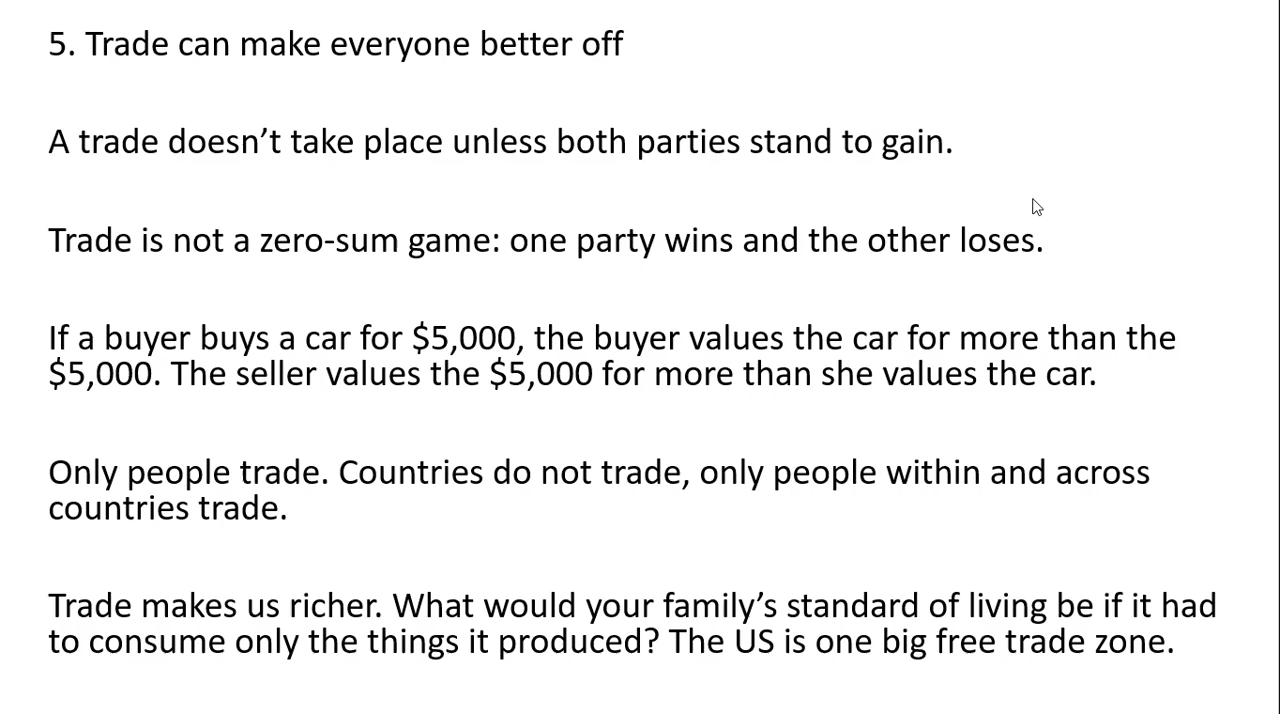 5. Trade can make everyone better off
A trade doesn’t take place unless both parties stand to gain.
Trade is not a zero-sum game: one party wins and the other loses.
If a buyer buys a car for $5,000, the buyer values the car for more than the
$5,000. The seller values the $5,000 for more than she values the car.
Only people trade. Countries do not trade, only people within and across
countries trade.
Trade makes us richer. What would your family’s standard of living be if it had
to consume only the things it produced? The US is one big free trade zone.